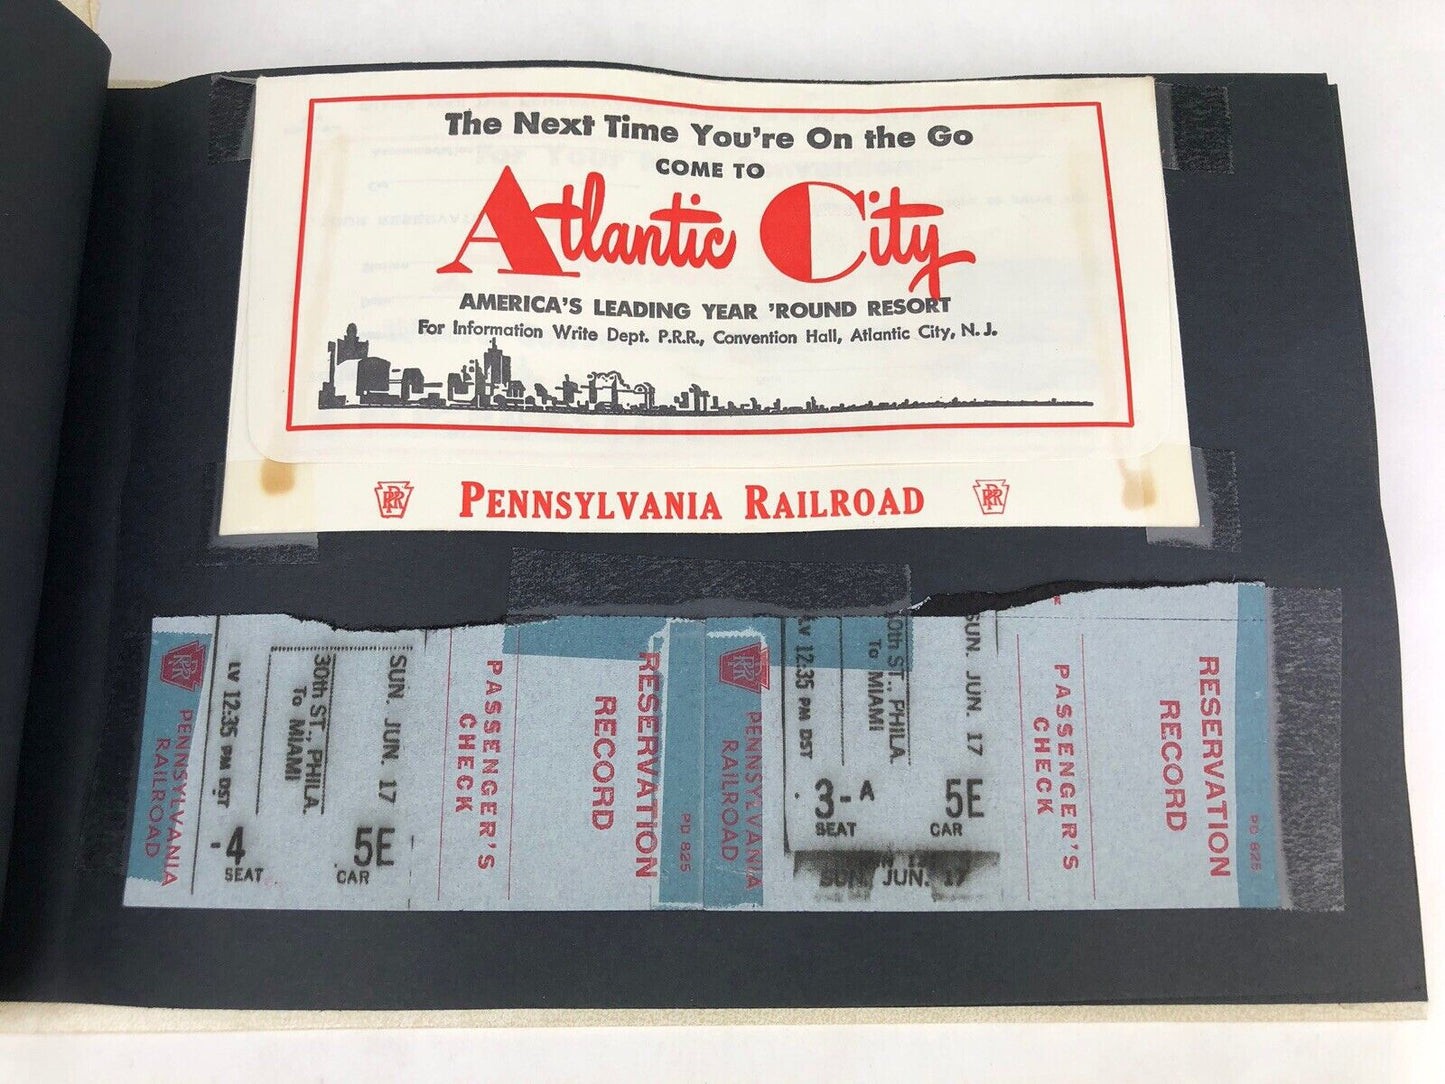 The Next Time You're On the Go
COME TO
Atlantic City
AMERICA'S LEADING YEAR 'ROUND RESORT
For Information Write Dept. P.R.R., Convention Hall, Atlantic City, N. J.
PRR PENNSYLVANIA RAILROAD PRR
PRR
PENNSYLVANIA
RAILROAD
LV 12.35 PM DST
30th ST., PHILA.
To MIAMI
SUN. JUN. 17
-4
SEAT
5E
CAR
PASSENGER'S
CHECK
RESERVATION
RECORD
PD 825
PRR
PENNSYLVANIA
RAILROAD
LV 12.35 PM DST
30th ST., PHILA.
To MIAMI
SUN. JUN. 17
3-A
SEAT
5E
CAR
SUN. JUN. 17
PASSENGER'S
CHECK
RESERVATION
RECORD
PD 825